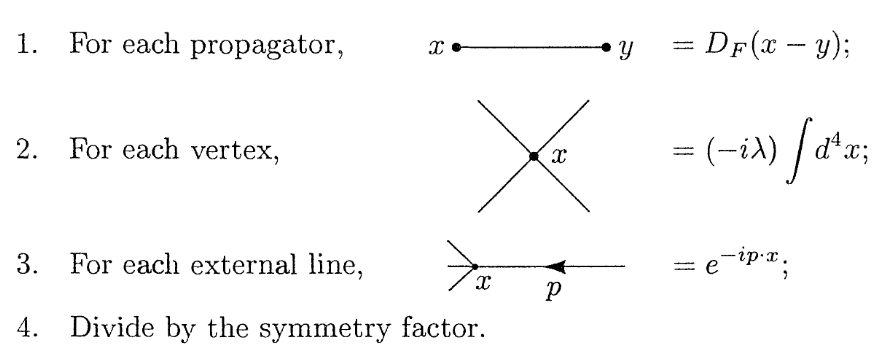 1. For each propagator, x y = D_F(x − y);
2. For each vertex, x = (−iλ) ∫ d⁴x;
3. For each external line, x p = e^{−ip·x};
4. Divide by the symmetry factor.